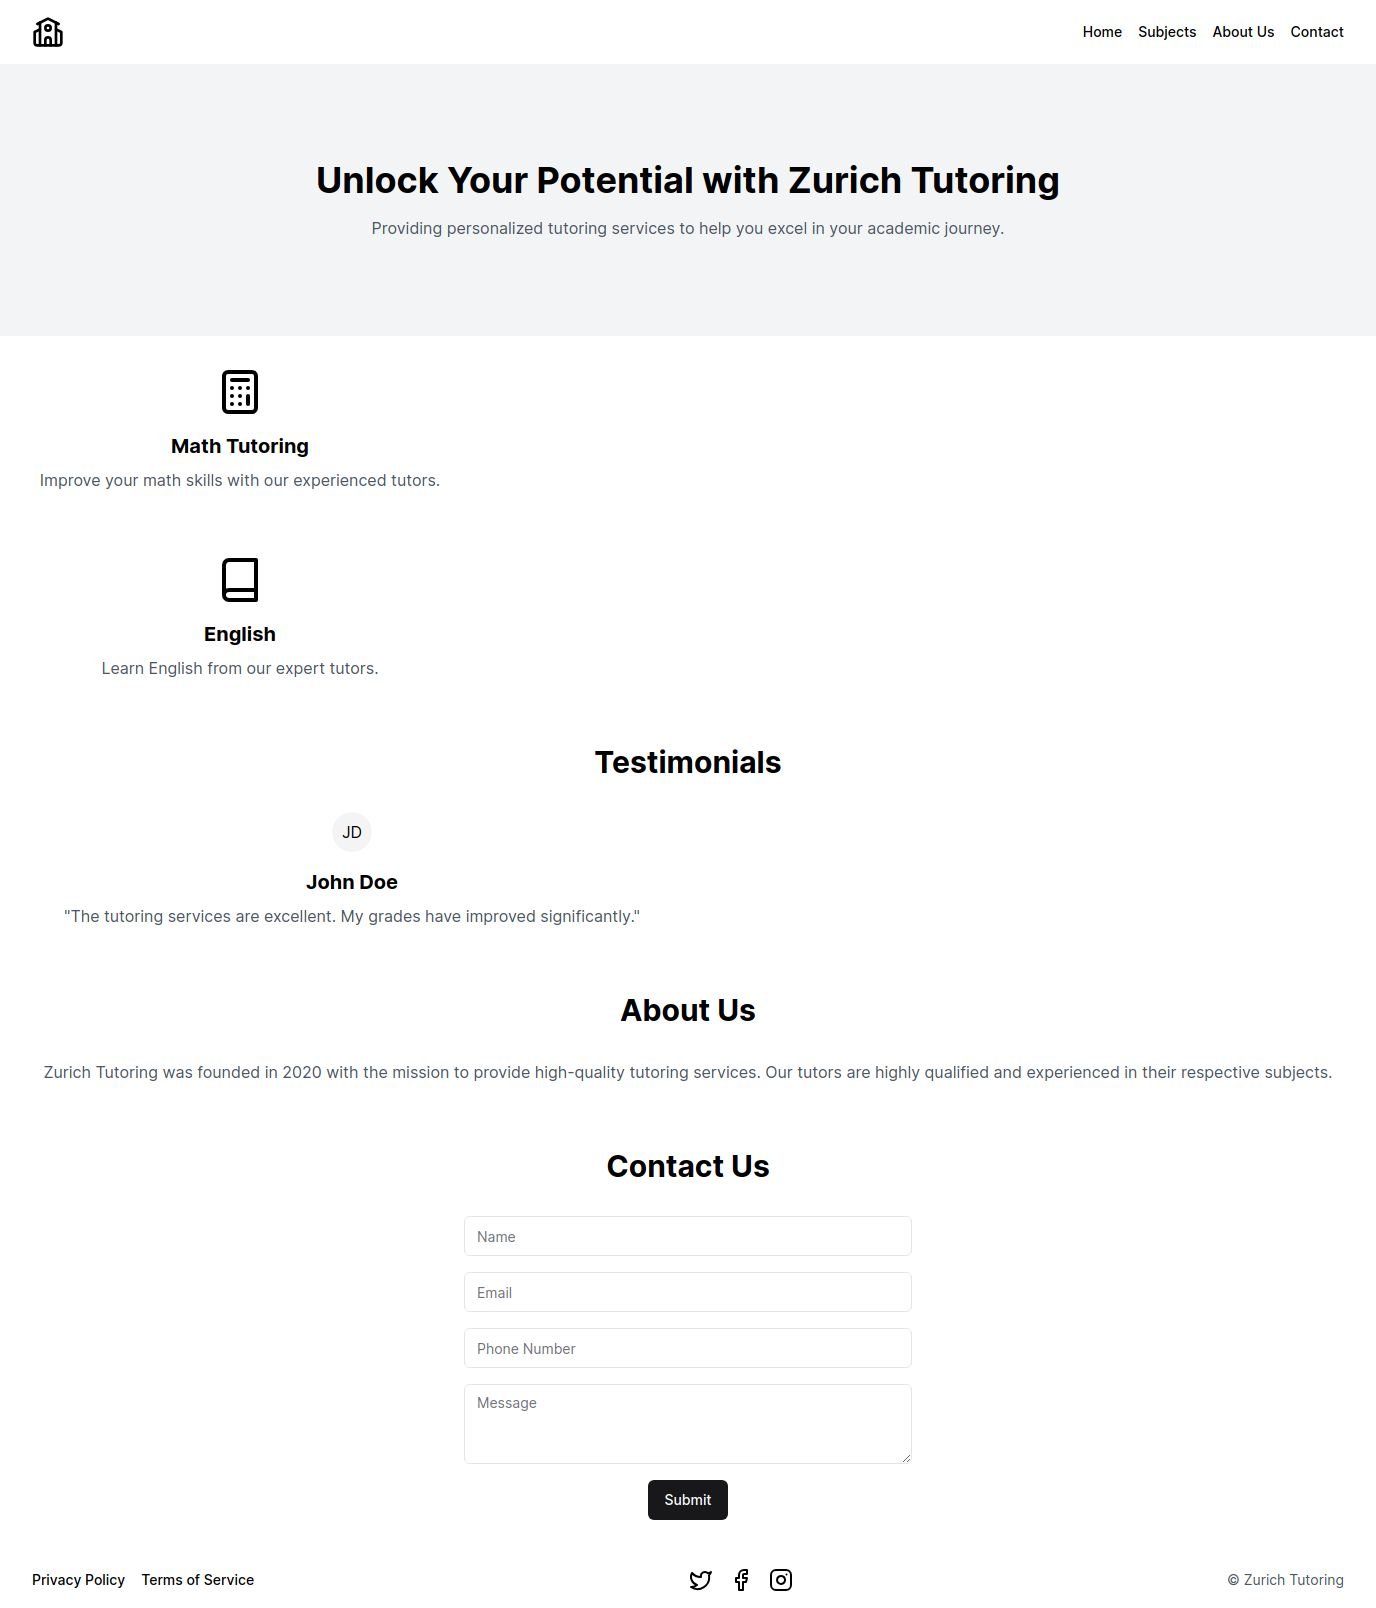 Home Subjects About Us Contact
Unlock Your Potential with Zurich Tutoring
Providing personalized tutoring services to help you excel in your academic journey.
Math Tutoring
Improve your math skills with our experienced tutors.
English
Learn English from our expert tutors.
Testimonials
JD
John Doe
"The tutoring services are excellent. My grades have improved significantly."
About Us
Zurich Tutoring was founded in 2020 with the mission to provide high-quality tutoring services. Our tutors are highly qualified and experienced in their respective subjects.
Contact Us
Name
Email
Phone Number
Message
Submit
Privacy Policy Terms of Service © Zurich Tutoring